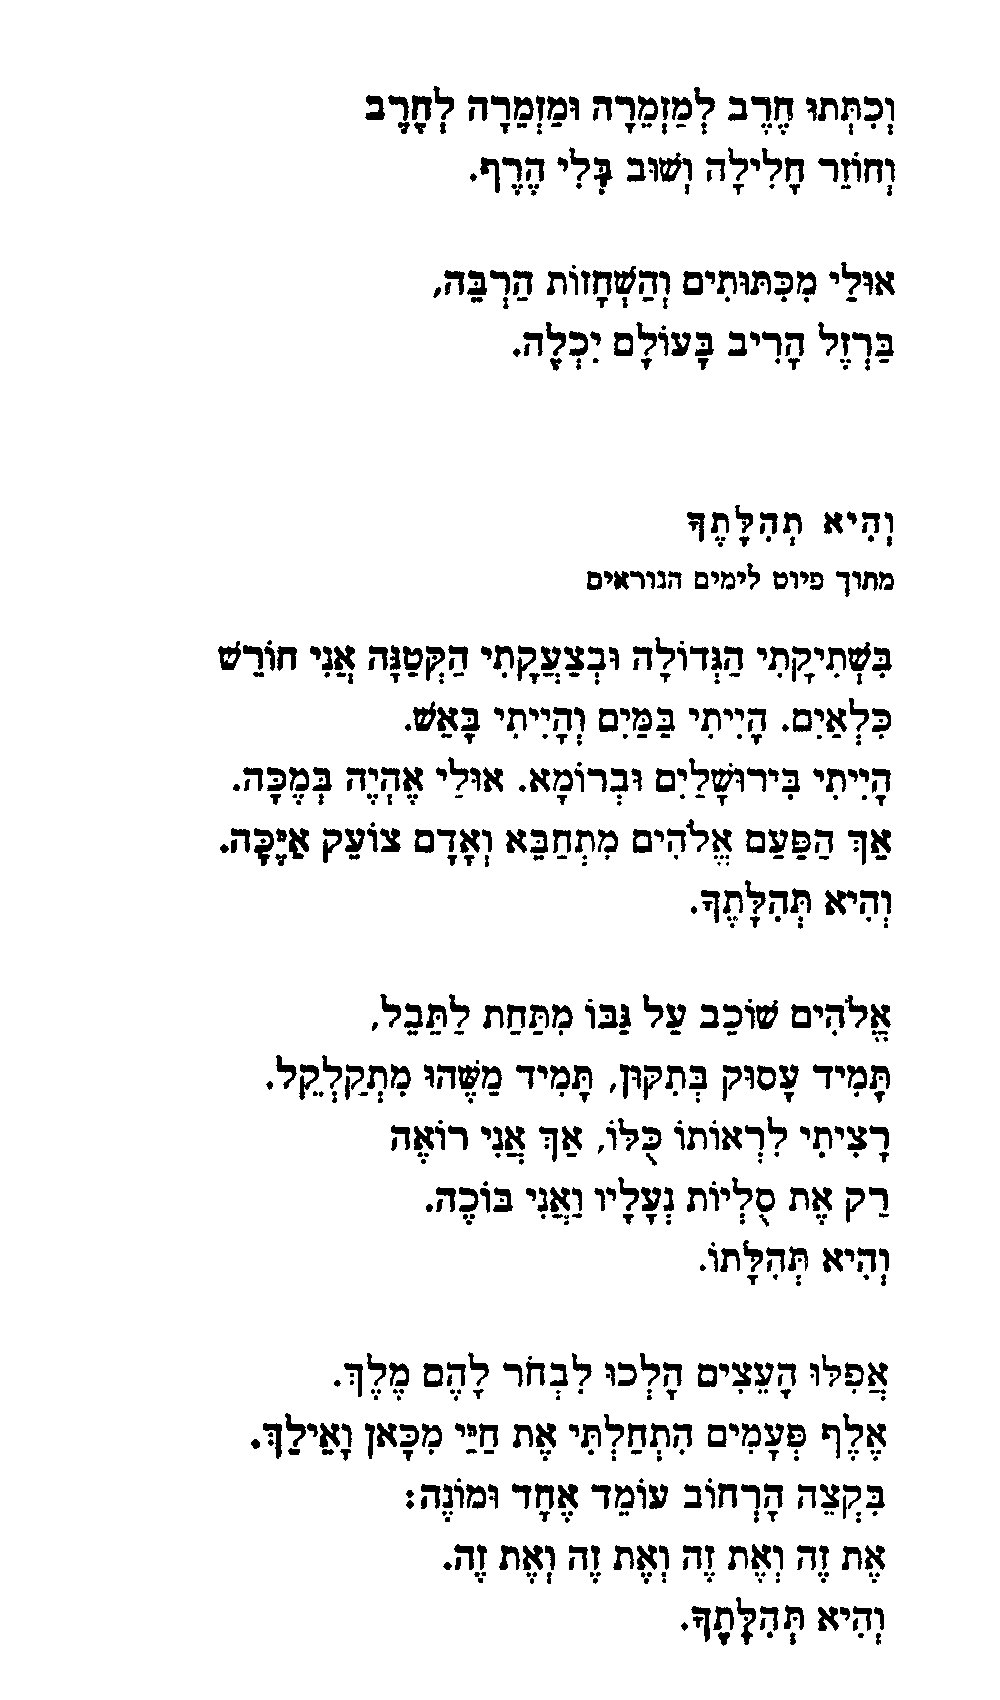 וְכִתְּתוּ חֶרֶב לְמַזְמֵרָה וּמַזְמֵרָה לְחֶרֶב
וְחוֹזֵר חָלִילָה וְשׁוּב בְּלִי הֶרֶף.

אוּלַי מִכִּתּוּתִים וְהַשְׁחָזוֹת הַרְבֵּה,
בַּרְזֶל הָרִיב בָּעוֹלָם יִכְלֶה.

וְהִיא תְהִלָּתֶךָ
מתוך פיוט לימים הנוראים

בִּשְׁתִיקָתִי הַגְּדוֹלָה וּבְצַעֲקָתִי הַקְּטַנָּה אֲנִי חוֹרֵשׁ
כִּלְאַיִם. הָיִיתִי בַּמַּיִם וְהָיִיתִי בָּאֵשׁ.
הָיִיתִי בִּירוּשָׁלַיִם וּבְרוֹמָא. אוּלַי אֶהְיֶה בְּמֶכָּה.
אַךְ הַפַּעַם אֱלֹהִים מִתְחַבֵּא וְאָדָם צוֹעֵק אַיֶּכָּה.
וְהִיא תְּהִלָּתֶךָ.

אֱלֹהִים שׁוֹכֵב עַל גַּבּוֹ מִתַּחַת לַתֵּבֵל,
תָּמִיד עָסוּק בְּתִקּוּן, תָּמִיד מַשֶּׁהוּ מִתְקַלְקֵל.
רָצִיתִי לִרְאוֹתוֹ כֻּלּוֹ, אַךְ אֲנִי רוֹאֶה
רַק אֶת סֻלְיוֹת נְעָלָיו וַאֲנִי בּוֹכֶה.
וְהִיא תְּהִלָּתוֹ.

אֲפִלּוּ הָעֵצִים הָלְכוּ לִבְחֹר לָהֶם מֶלֶךְ.
אֶלֶף פְּעָמִים הִתְחַלְתִּי אֶת חַיַּי מִכָּאן וָאֵילַךְ.
בִּקְצֵה הָרְחוֹב עוֹמֵד אֶחָד וּמוֹנֶה:
אֶת זֶה וְאֶת זֶה וְאֶת זֶה וְאֶת זֶה.
וְהִיא תְּהִלָּתֶךָ.